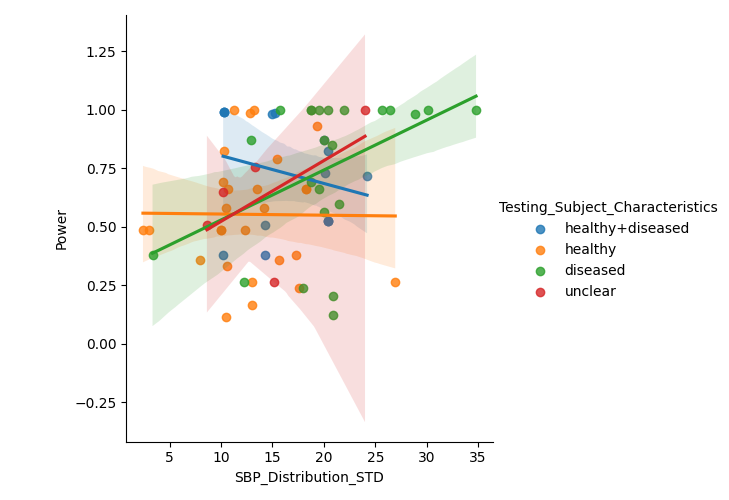 1.25
1.00
0.75
0.50
0.25
0.00
−0.25
Power
5 10 15 20 25 30 35
SBP_Distribution_STD
Testing_Subject_Characteristics
healthy+diseased
healthy
diseased
unclear